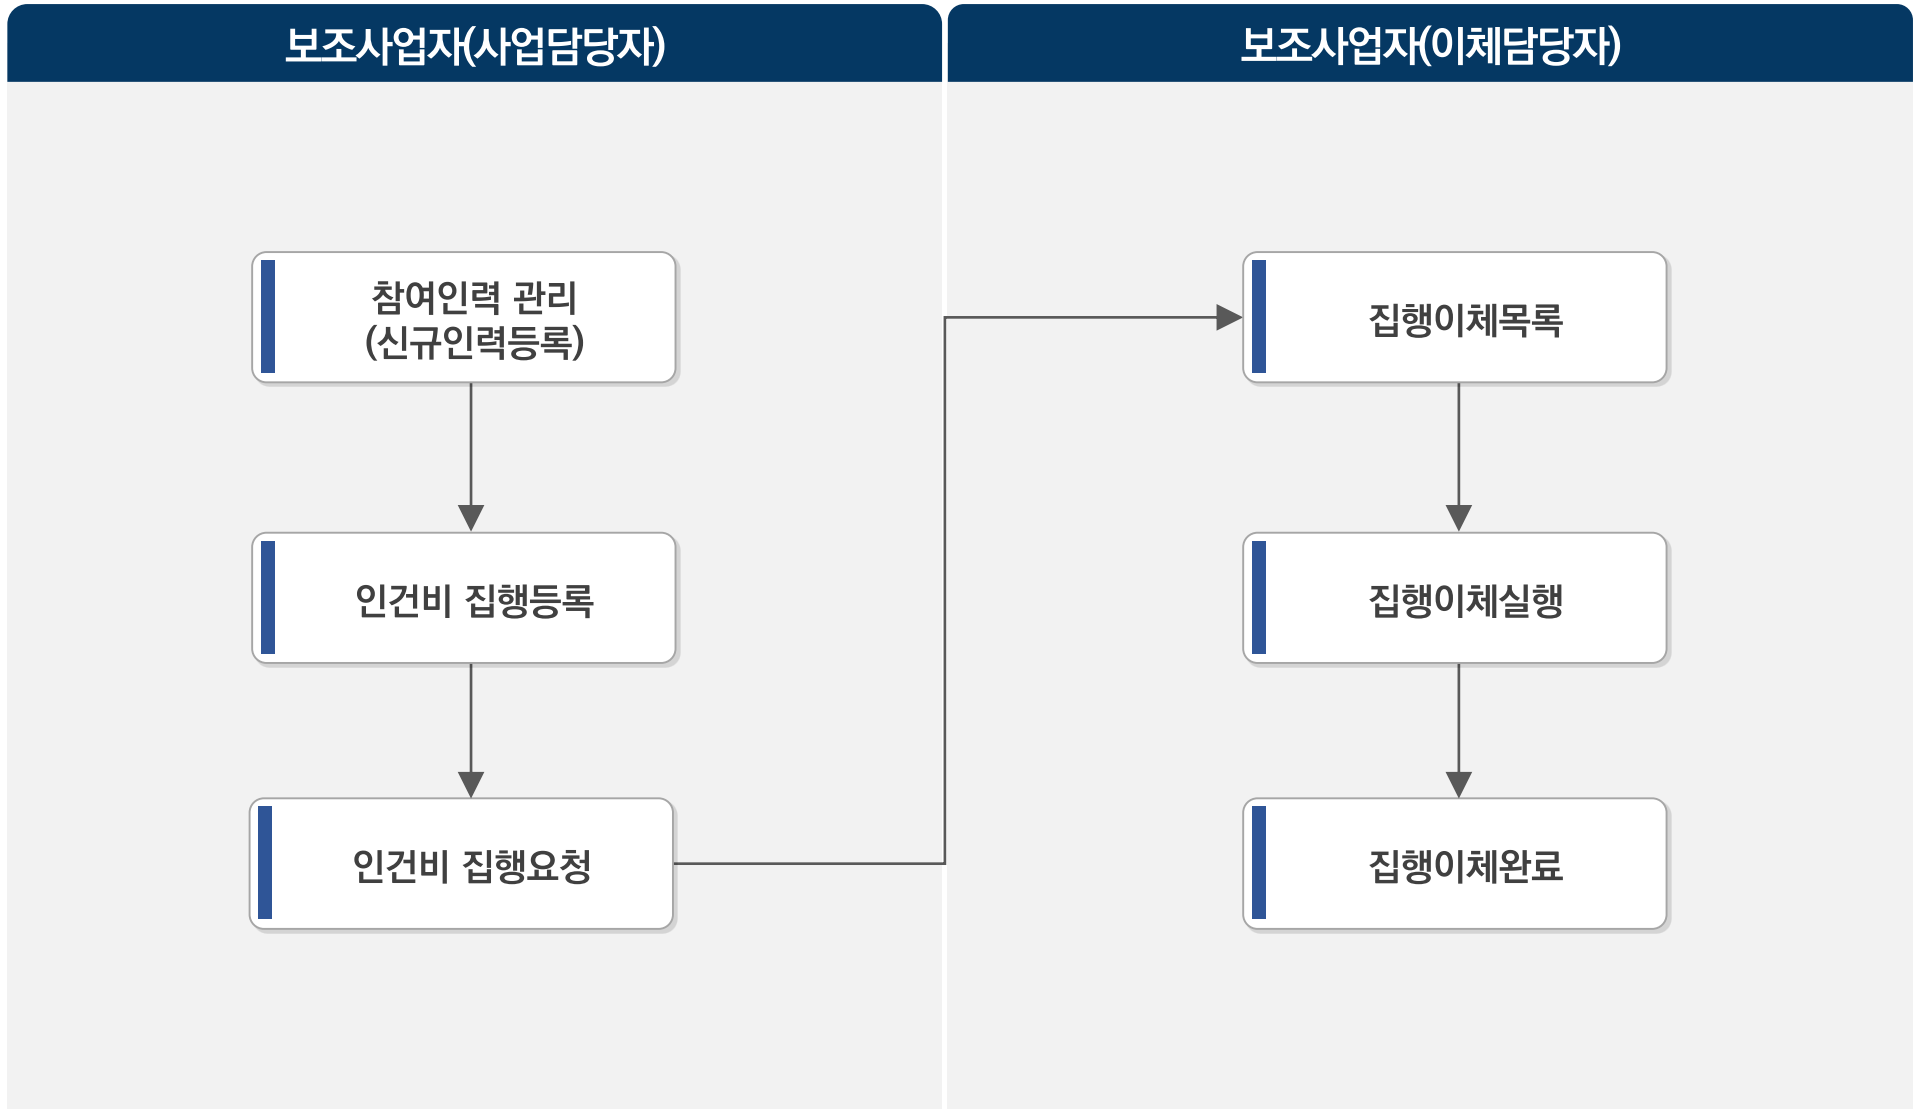 보조사업자(사업담당자)
보조사업자(이체담당자)
참여인력 관리
(신규인력등록)
인건비 집행등록
인건비 집행요청
집행이체목록
집행이체실행
집행이체완료